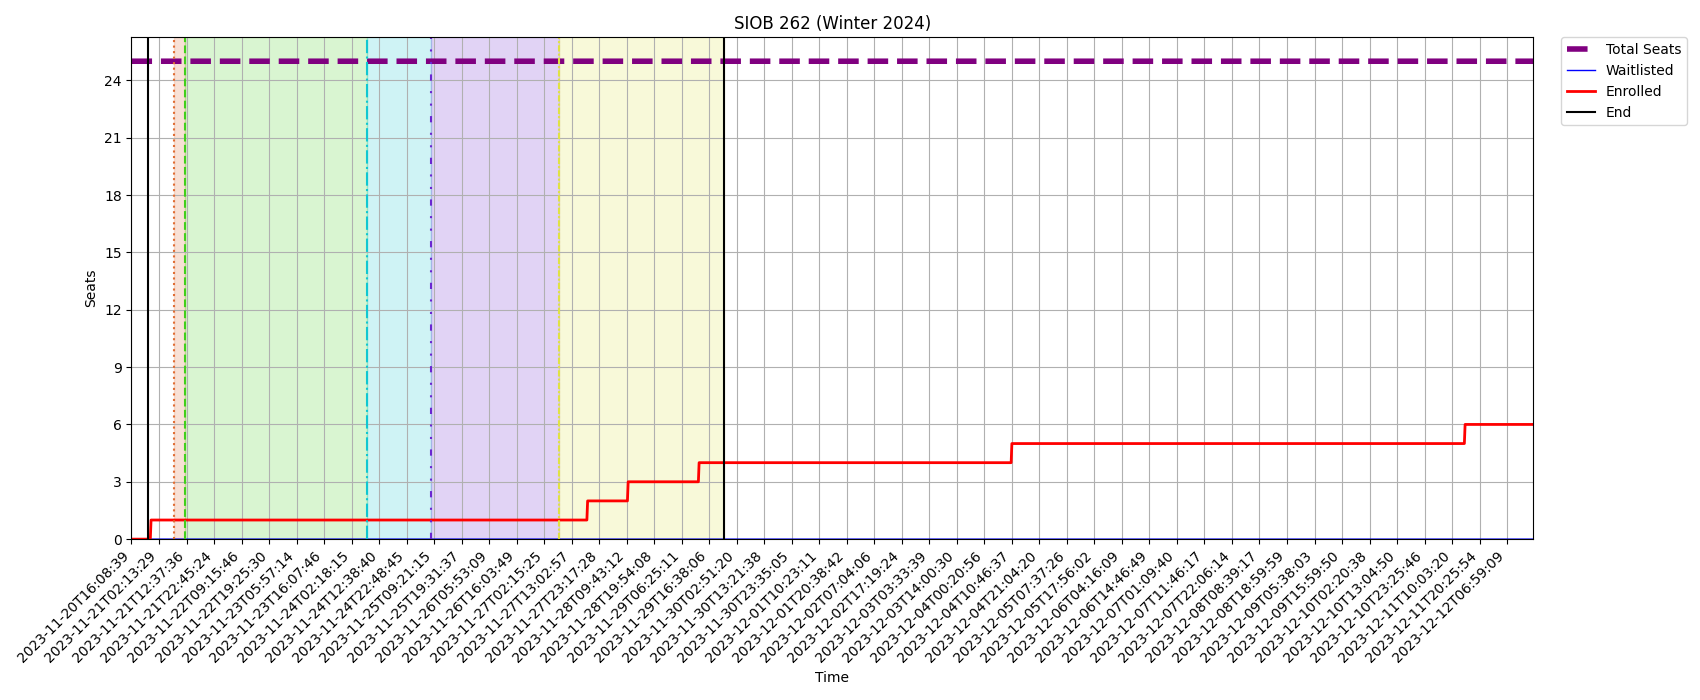 SIOB 262 (Winter 2024)
Total Seats
Waitlisted
Enrolled
End
Seats
24
21
18
15
12
9
6
3
0
2023-11-20T16:08:39
2023-11-21T02:13:29
2023-11-21T12:37:36
2023-11-21T22:45:24
2023-11-22T09:15:46
2023-11-22T19:25:30
2023-11-23T05:57:14
2023-11-23T16:07:46
2023-11-24T02:18:15
2023-11-24T12:38:40
2023-11-24T22:48:45
2023-11-25T09:21:15
2023-11-25T19:31:37
2023-11-26T05:53:09
2023-11-26T16:03:49
2023-11-27T02:15:25
2023-11-27T13:02:57
2023-11-27T23:17:28
2023-11-28T09:43:12
2023-11-28T19:54:08
2023-11-29T06:25:11
2023-11-29T16:38:06
2023-11-30T02:51:20
2023-11-30T13:21:38
2023-11-30T23:35:05
2023-12-01T10:23:11
2023-12-01T20:38:42
2023-12-02T07:04:06
2023-12-02T17:19:24
2023-12-03T03:33:39
2023-12-03T14:00:30
2023-12-04T00:20:56
2023-12-04T10:46:37
2023-12-04T21:04:20
2023-12-05T07:37:26
2023-12-05T17:56:02
2023-12-06T04:16:09
2023-12-06T14:46:49
2023-12-07T01:09:40
2023-12-07T11:46:17
2023-12-07T22:06:14
2023-12-08T08:39:17
2023-12-08T18:59:59
2023-12-09T05:38:03
2023-12-09T15:59:50
2023-12-10T02:20:38
2023-12-10T13:04:50
2023-12-10T23:25:46
2023-12-11T10:03:20
2023-12-11T20:25:54
2023-12-12T06:59:09
Time